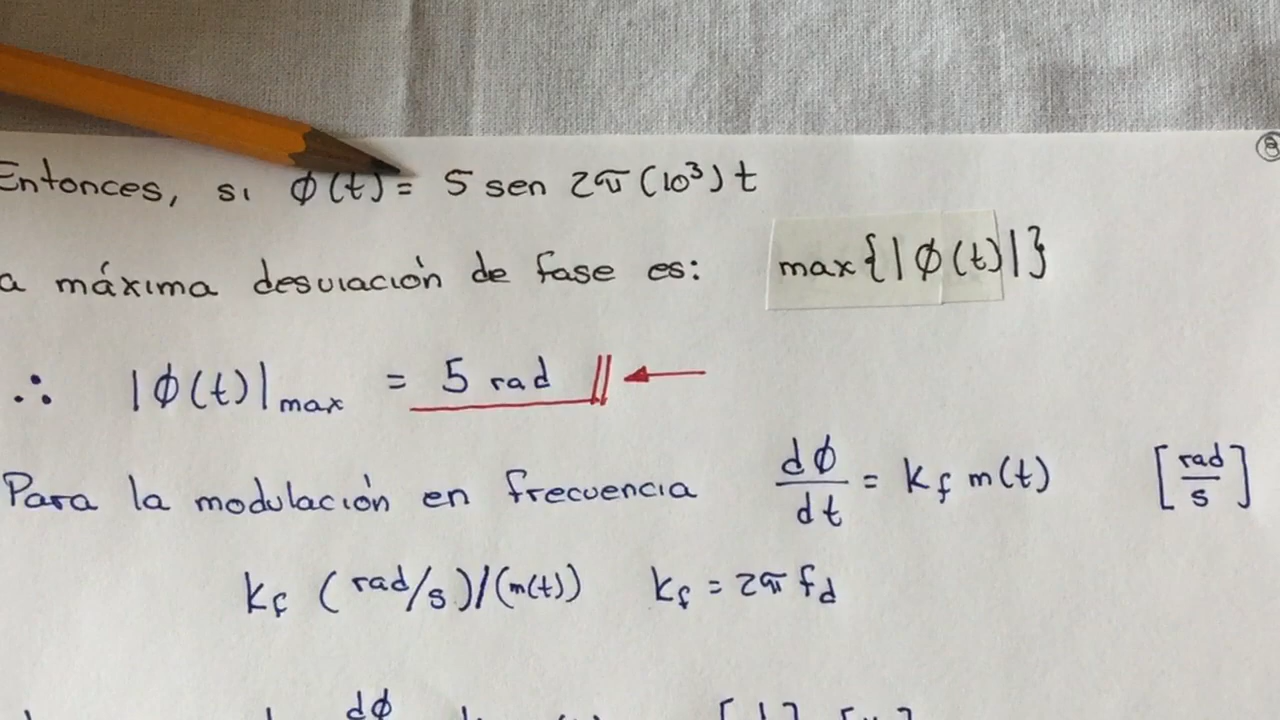 Entonces, si ϕ(t) = 5 sen 2π(10³)t
a máxima desviación de fase es: max{|ϕ(t)|}
∴ |ϕ(t)|max = 5 rad
Para la modulación en frecuencia dϕ/dt = kf m(t) [rad/s]
kf (rad/s)/(m(t)) kf = 2π fd
dϕ